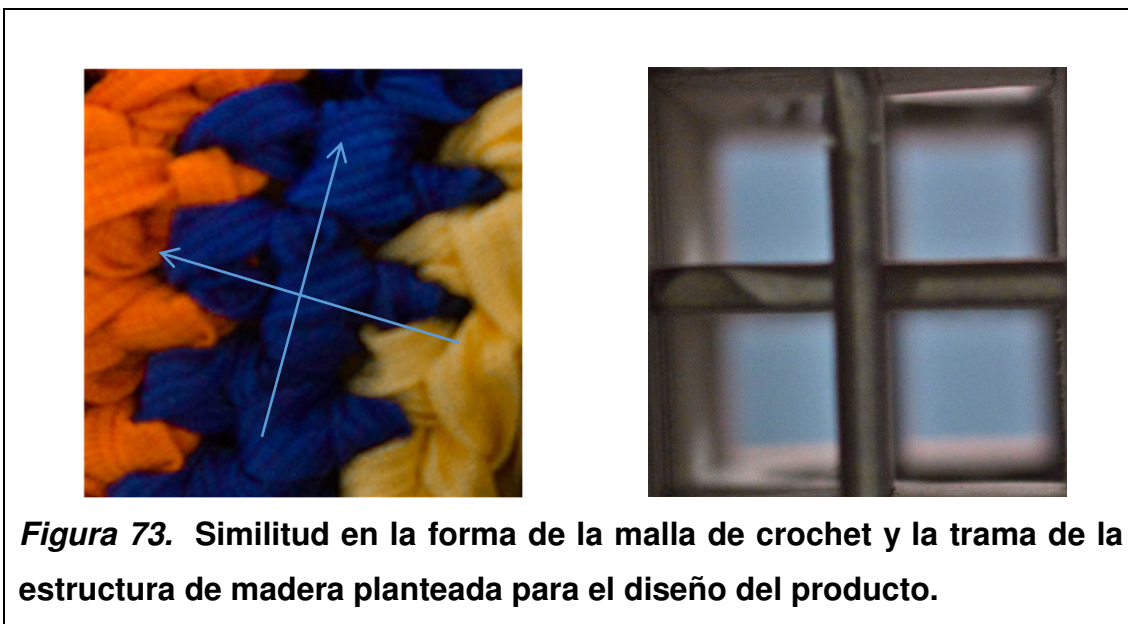 Figura 73. Similitud en la forma de la malla de crochet y la trama de la
estructura de madera planteada para el diseño del producto.